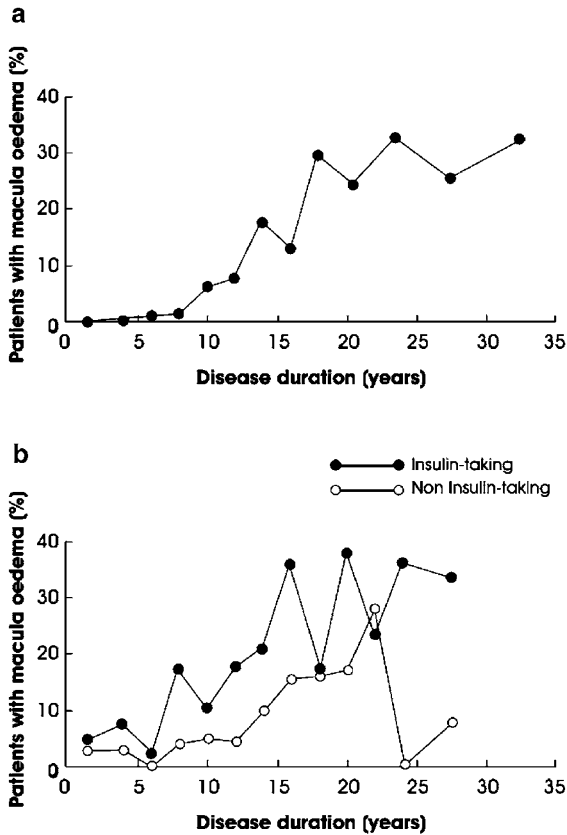 a
Patients with macula oedema (%)
40
30
20
10
0
0 5 10 15 20 25 30 35
Disease duration (years)
b
Insulin-taking
Non Insulin-taking
Patients with macula oedema (%)
40
30
20
10
0
0 5 10 15 20 25 30 35
Disease duration (years)